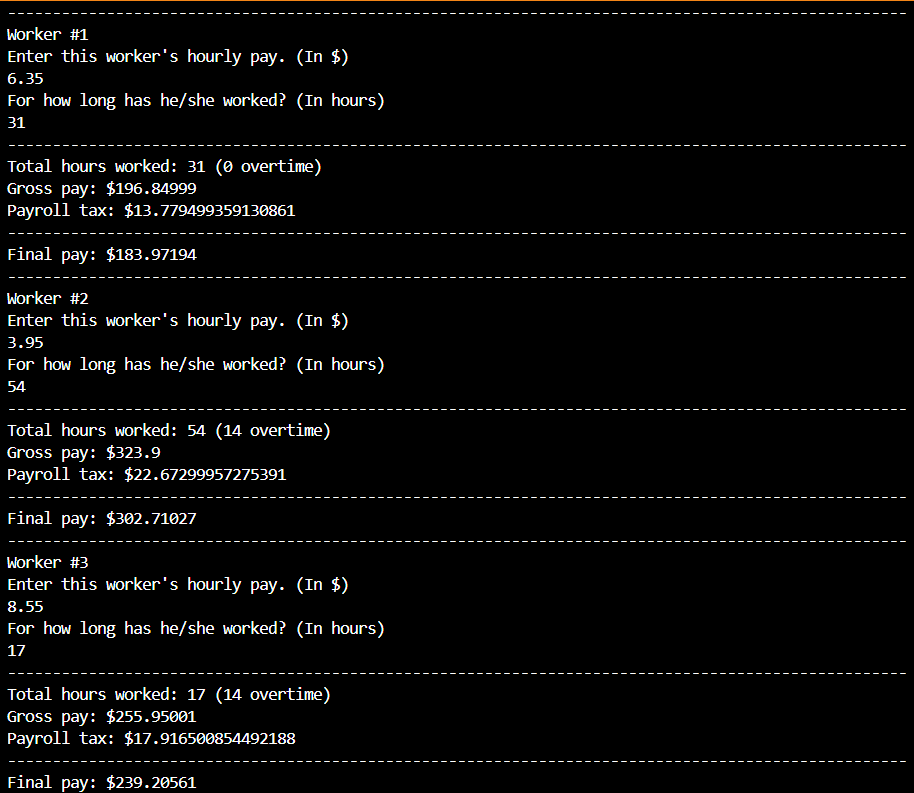 ----------------------------------------------------------------------------------------------------
Worker #1
Enter this worker's hourly pay. (In $)
6.35
For how long has he/she worked? (In hours)
31
----------------------------------------------------------------------------------------------------
Total hours worked: 31 (0 overtime)
Gross pay: $196.84999
Payroll tax: $13.779499359130861
----------------------------------------------------------------------------------------------------
Final pay: $183.97194
----------------------------------------------------------------------------------------------------
Worker #2
Enter this worker's hourly pay. (In $)
3.95
For how long has he/she worked? (In hours)
54
----------------------------------------------------------------------------------------------------
Total hours worked: 54 (14 overtime)
Gross pay: $323.9
Payroll tax: $22.67299957275391
----------------------------------------------------------------------------------------------------
Final pay: $302.71027
----------------------------------------------------------------------------------------------------
Worker #3
Enter this worker's hourly pay. (In $)
8.55
For how long has he/she worked? (In hours)
17
----------------------------------------------------------------------------------------------------
Total hours worked: 17 (14 overtime)
Gross pay: $255.95001
Payroll tax: $17.916500854492188
----------------------------------------------------------------------------------------------------
Final pay: $239.20561